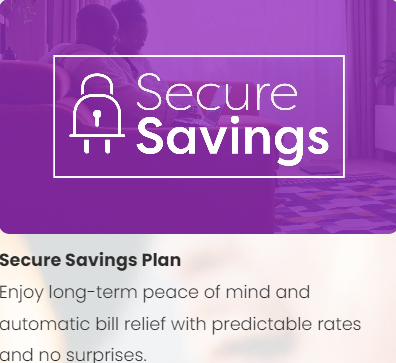 Secure
Savings
Secure Savings Plan
Enjoy long-term peace of mind and
automatic bill relief with predictable rates
and no surprises.